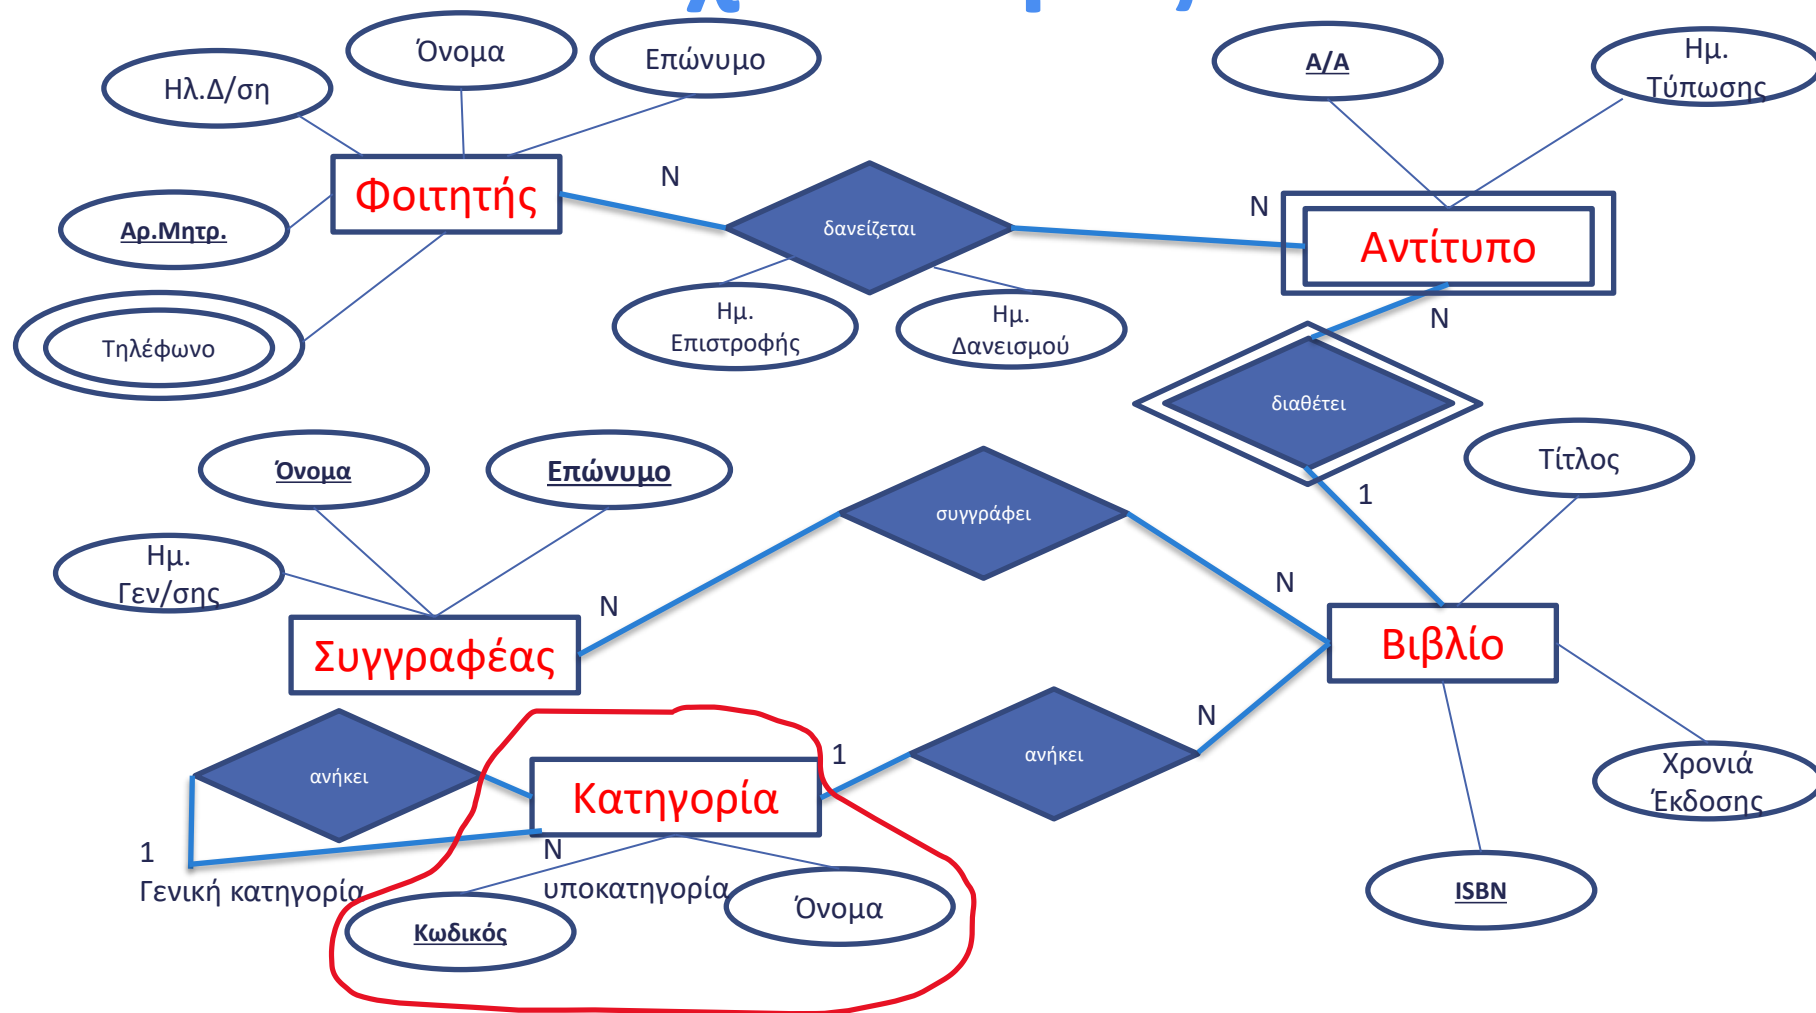 Όνομα
Επώνυμο
Ηλ.Δ/ση
Α/Α
Ημ.
Τύπωσης
Φοιτητής
Ν
Αρ.Μητρ.
δανείζεται
Ν
Αντίτυπο
Τηλέφωνο
Ημ.
Επιστροφής
Ημ.
Δανεισμού
Ν
διαθέτει
Όνομα
Επώνυμο
Τίτλος
1
συγγράφει
Ημ.
Γεν/σης
Ν
Ν
Συγγραφέας
Βιβλίο
Ν
1
ανήκει
ανήκει
Κατηγορία
Χρονιά
Έκδοσης
1
Γενική κατηγορία
Ν
υποκατηγορία
Όνομα
Κωδικός
ISBN